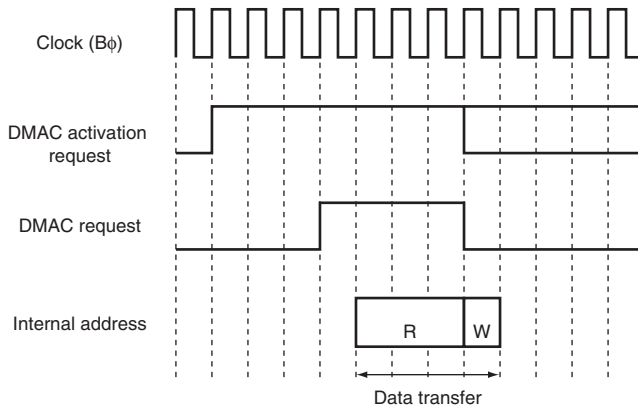 Clock (Bϕ)
DMAC activation
request
DMAC request
Internal address
R
W
Data transfer